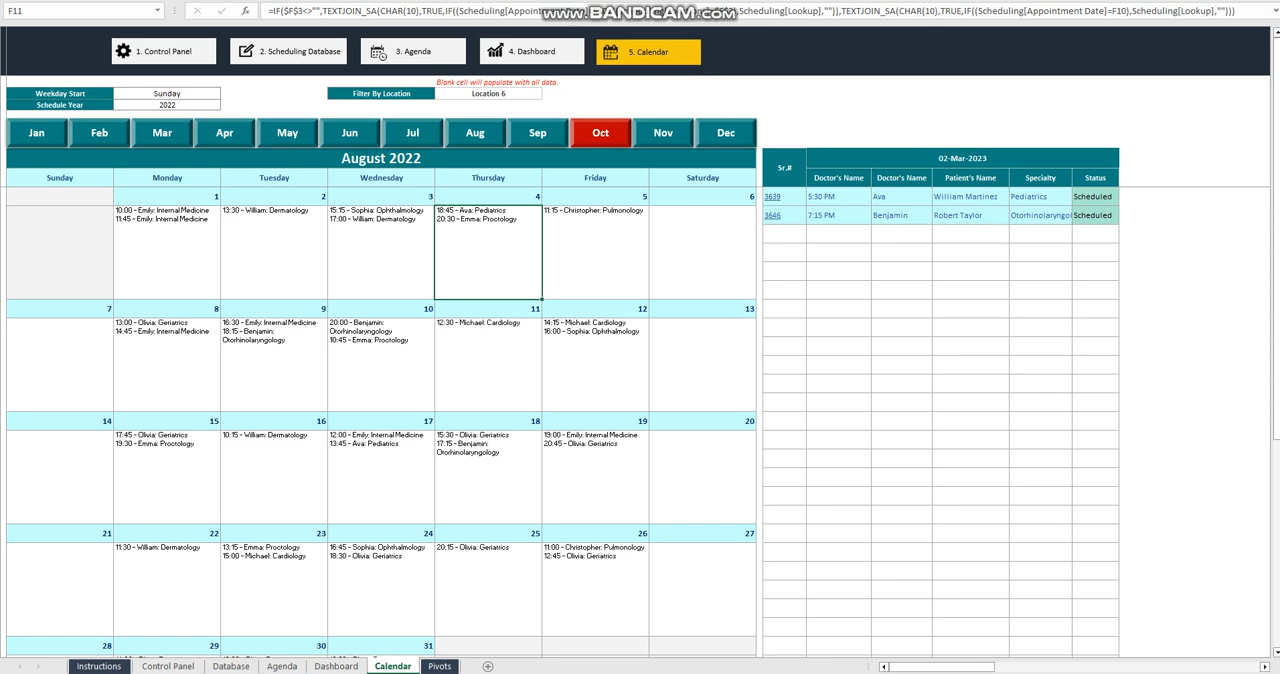 F11
=IF($F$3<>"",TEXTJOIN_SA(CHAR(10),TRUE,IF((Scheduling[Appointment Da
www.BANDICAM.com
Scheduling[Lookup],"")),TEXTJOIN_SA(CHAR(10),TRUE,IF((Scheduling[Appointment Date]=F10),Scheduling[Lookup],"")))
1. Control Panel
2. Scheduling Database
3. Agenda
4. Dashboard
5. Calendar
Blank cell will populate with all data.
Weekday Start Sunday
Filter By Location Location 6
Schedule Year 2022
Jan Feb Mar Apr May Jun Jul Aug Sep Oct Nov Dec
August 2022
Sunday Monday Tuesday Wednesday Thursday Friday Saturday
1 2 3 4 5 6
10:00 - Emily: Internal Medicine
11:45 - Emily: Internal Medicine
13:30 - William: Dermatology
15:15 - Sophia: Ophthalmology
17:00 - William: Dermatology
18:45 - Ava: Pediatrics
20:30 - Emma: Proctology
11:15 - Christopher: Pulmonology
7 8 9 10 11 12 13
13:00 - Olivia: Geriatrics
14:45 - Emily: Internal Medicine
16:30 - Emily: Internal Medicine
18:15 - Benjamin:
Otorhinolaryngology
20:00 - Benjamin:
Otorhinolaryngology
10:45 - Emma: Proctology
12:30 - Michael: Cardiology
14:15 - Michael: Cardiology
16:00 - Sophia: Ophthalmology
14 15 16 17 18 19 20
17:45 - Olivia: Geriatrics
19:30 - Emma: Proctology
10:15 - William: Dermatology
12:00 - Emily: Internal Medicine
13:45 - Ava: Pediatrics
15:30 - Olivia: Geriatrics
17:15 - Benjamin:
Otorhinolaryngology
19:00 - Emily: Internal Medicine
20:45 - Olivia: Geriatrics
21 22 23 24 25 26 27
11:30 - William: Dermatology
13:15 - Emma: Proctology
15:00 - Michael: Cardiology
16:45 - Sophia: Ophthalmology
18:30 - Olivia: Geriatrics
20:15 - Olivia: Geriatrics
11:00 - Christopher: Pulmonology
12:45 - Olivia: Geriatrics
28 29 30 31
Sr.#
02-Mar-2023
Doctor's Name Doctor's Name Patient's Name Specialty Status
3639 5:30 PM Ava William Martinez Pediatrics Scheduled
3646 7:15 PM Benjamin Robert Taylor Otorhinolaryngol Scheduled
Instructions Control Panel Database Agenda Dashboard Calendar Pivots